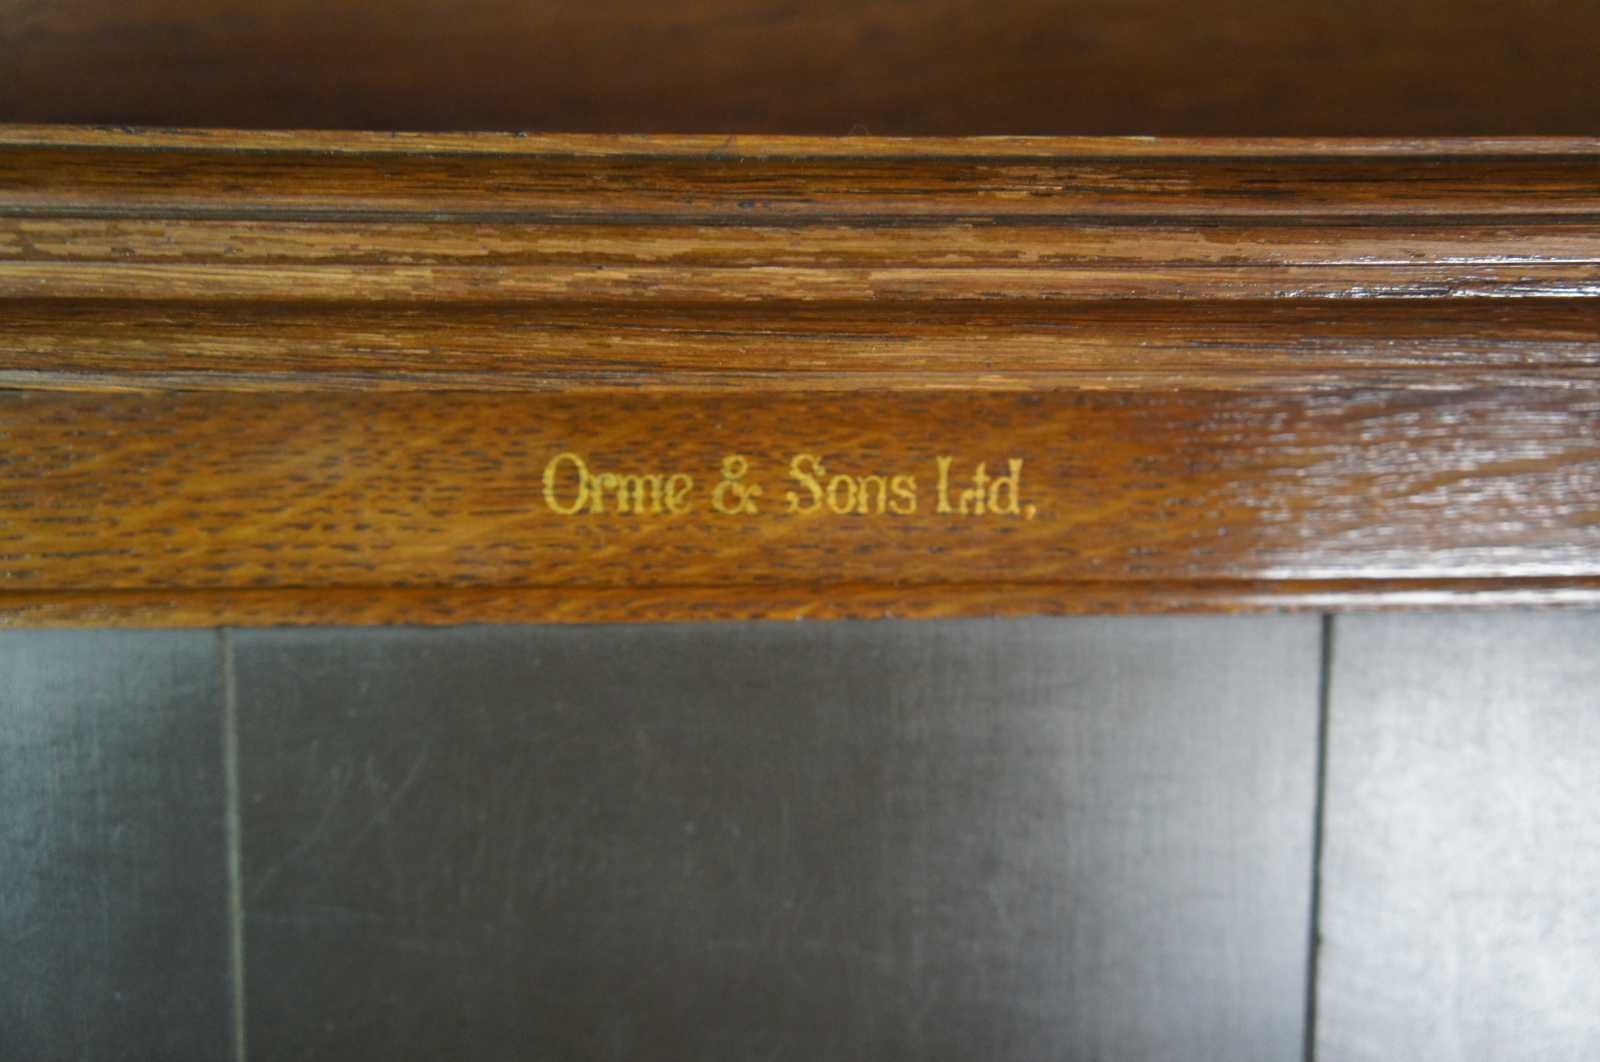 Orme & Sons Ltd,